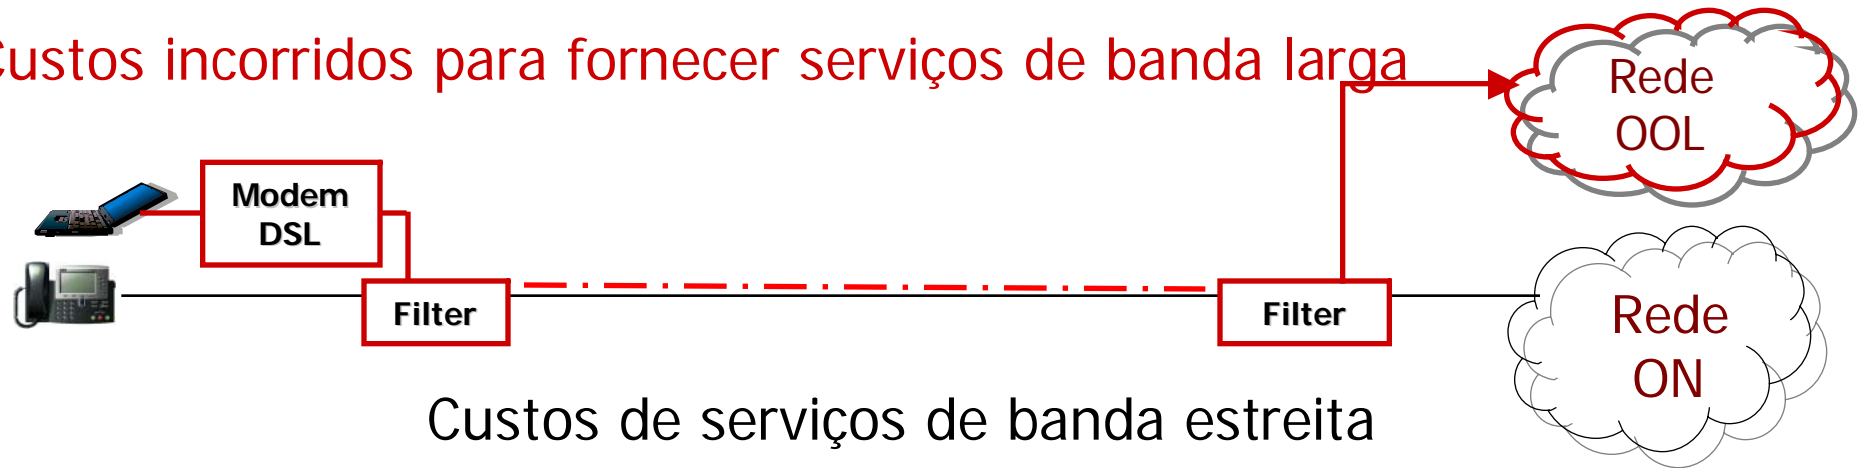 Custos incorridos para fornecer serviços de banda larga
Rede
OOL
Modem
DSL
Filter
Filter
Rede
ON
Custos de serviços de banda estreita